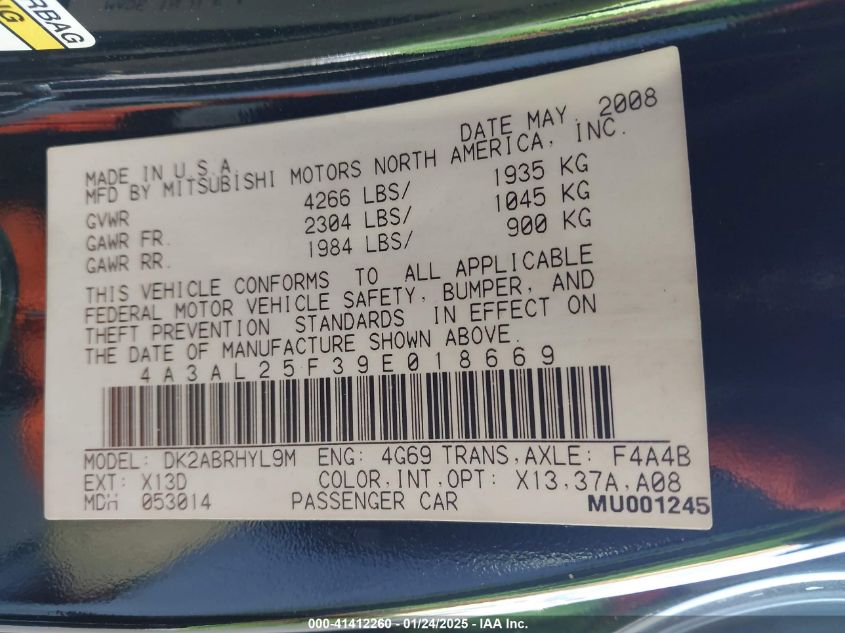 RBAG
NG
DATE MAY, 2008
MADE IN U.S.A.
MFD BY MITSUBISHI MOTORS NORTH AMERICA, INC.
GVWR 4266 LBS/ 1935 KG
GAWR FR. 2304 LBS/ 1045 KG
GAWR RR. 1984 LBS/ 900 KG
THIS VEHICLE CONFORMS TO ALL APPLICABLE
FEDERAL MOTOR VEHICLE SAFETY, BUMPER, AND
THEFT PREVENTION STANDARDS IN EFFECT ON
THE DATE OF MANUFACTURE SHOWN ABOVE.
4A3AL25F39E018669
MODEL: DK2ABRHYL9M ENG: 4G69 TRANS,AXLE: F4A4B
EXT: X13D COLOR,INT,OPT: X13,37A,A08
MDH 053014 PASSENGER CAR MU001245
000-41412260 - 01/24/2025 - IAA Inc.